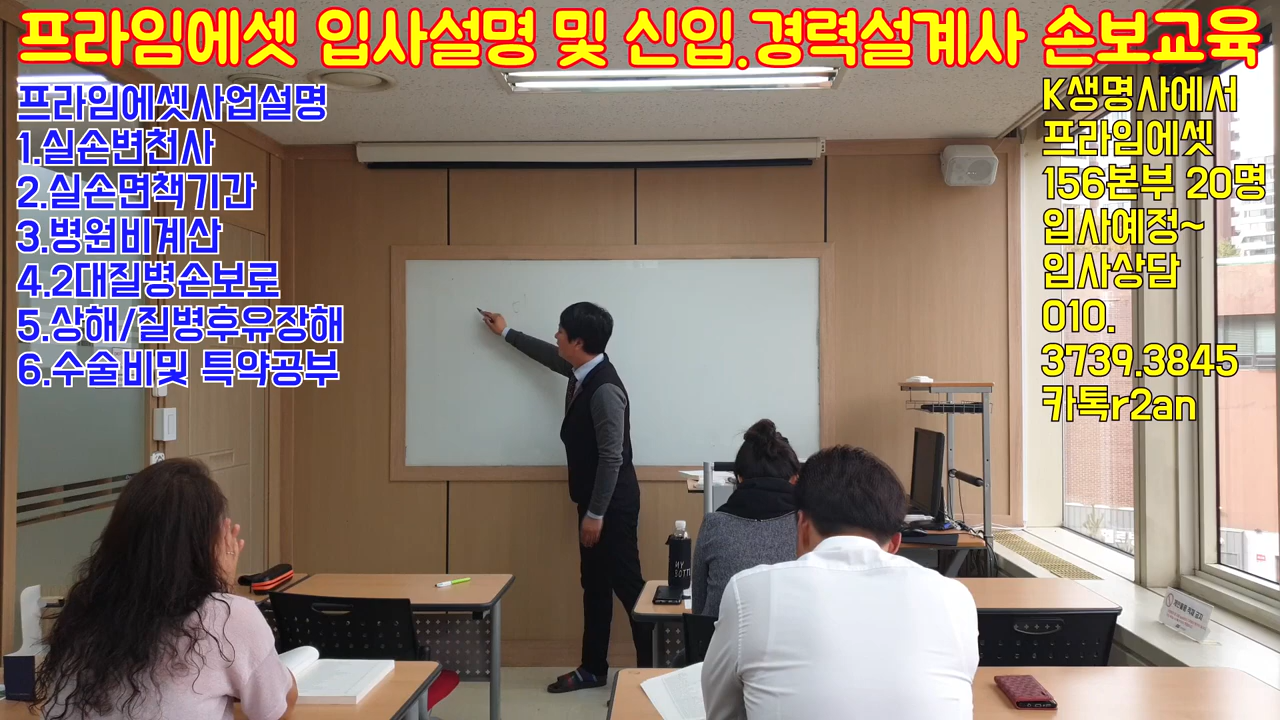 프라임에셋 입사설명 및 신입.경력설계사 손보교육
프라임에셋사업설명
1.실손변천사
2.실손면책기간
3.병원비계산
4.2대질병손보로
5.상해/질병후유장해
6.수술비및 특약공부
K생명사에서
프라임에셋
156본부 20명
입사예정~
입사상담
010.
3739.3845
카톡r2an
MY
BOTTLE